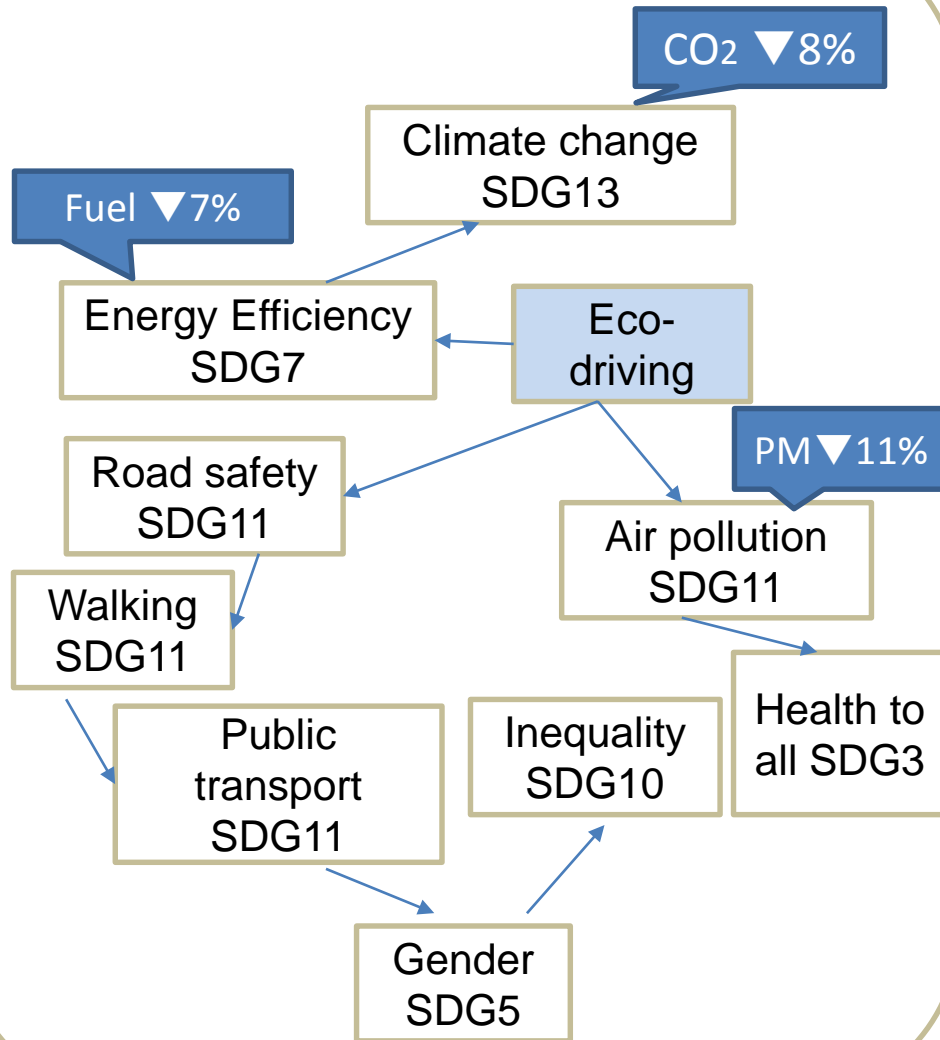 CO2 ▼8%
Climate change
SDG13
Fuel ▼7%
Energy Efficiency
SDG7
Eco-
driving
PM▼11%
Road safety
SDG11
Air pollution
SDG11
Walking
SDG11
Public
transport
SDG11
Inequality
SDG10
Health to
all SDG3
Gender
SDG5